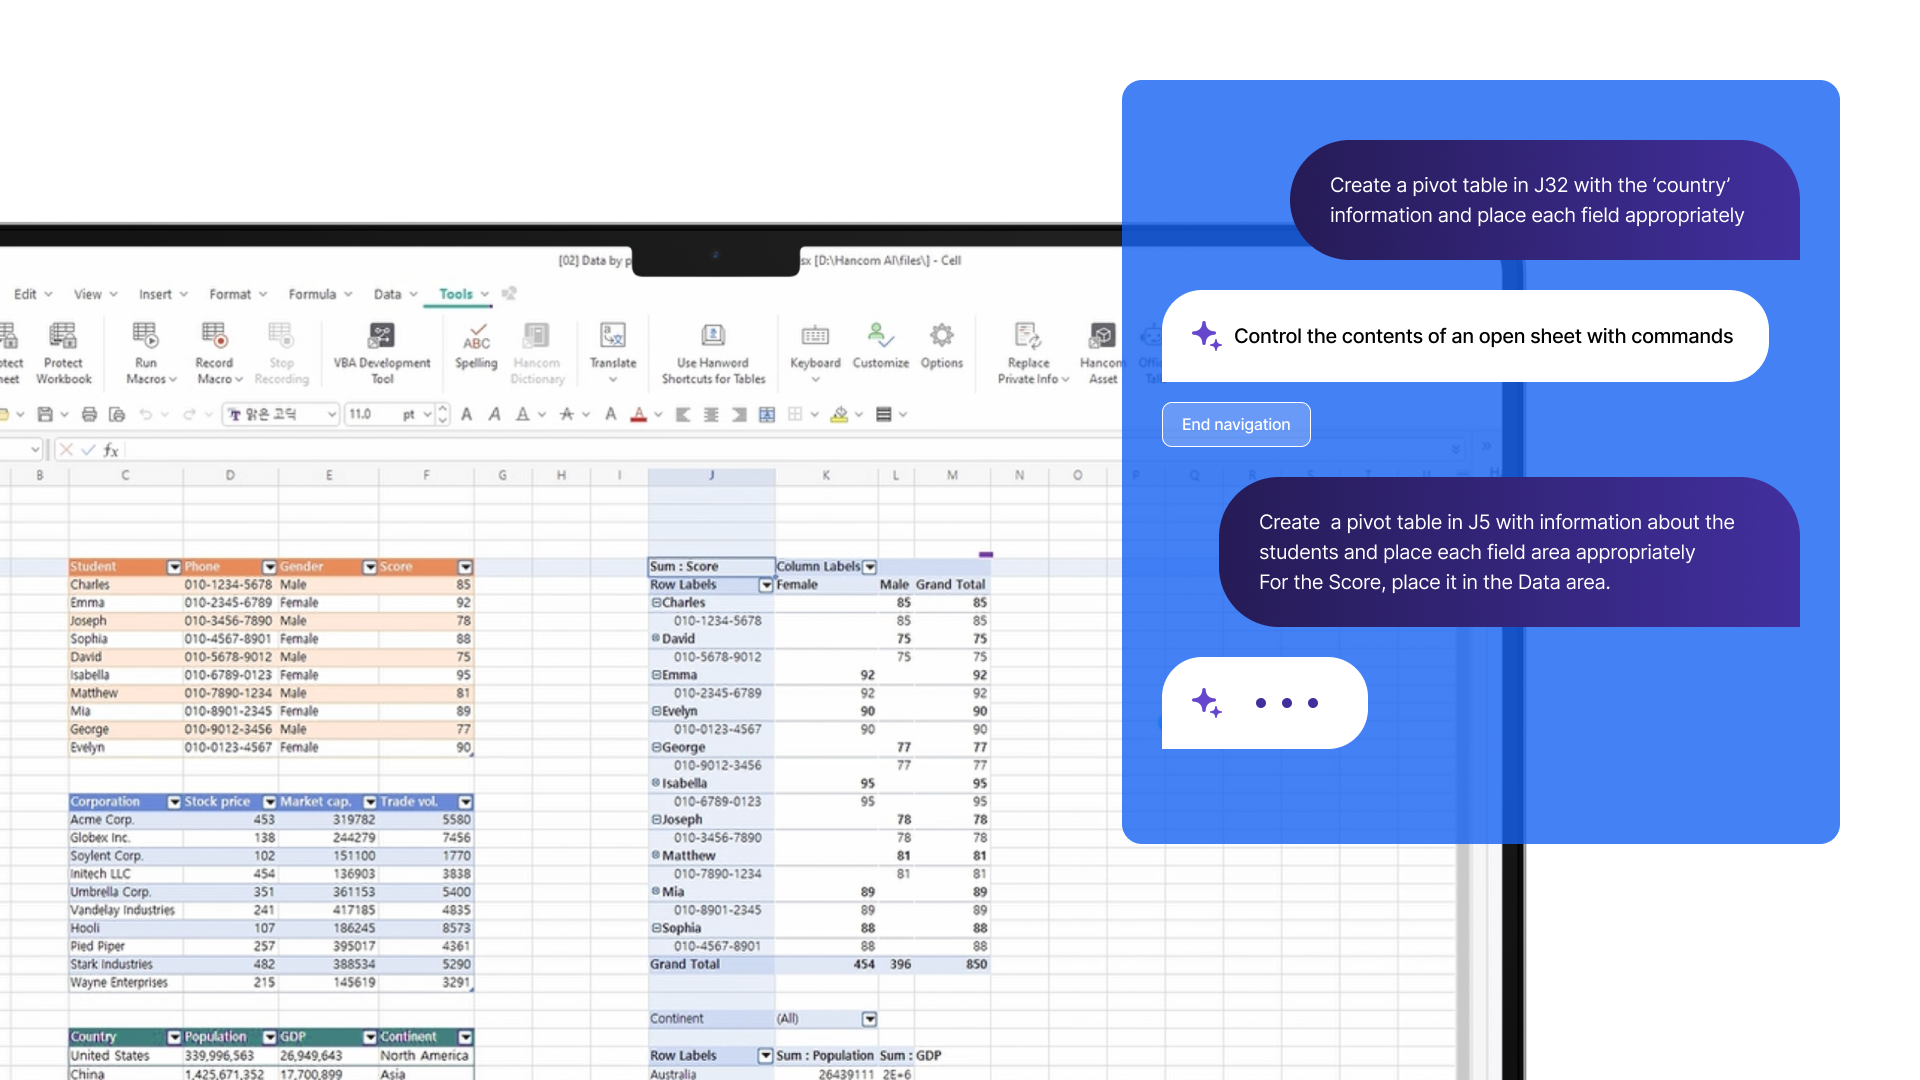 [02] Data by p
sx [D:\Hancom AI\files\] - Cell
Edit View Insert Format Formula Data Tools
Protect Workbook
Run Macros
Record Macro
Stop Recording
VBA Development Tool
Spelling
Hancom Dictionary
Translate
Use Hanword Shortcuts for Tables
Keyboard
Customize
Options
Replace Private Info
Hancom Asset
맑은 고딕 11.0 pt
fx
B C D E F G H I J K L M N O P Q R S T U
Student Phone Gender Score
Charles 010-1234-5678 Male 85
Emma 010-2345-6789 Female 92
Joseph 010-3456-7890 Male 78
Sophia 010-4567-8901 Female 88
David 010-5678-9012 Male 75
Isabella 010-6789-0123 Female 95
Matthew 010-7890-1234 Male 81
Mia 010-8901-2345 Female 89
George 010-9012-3456 Male 77
Evelyn 010-0123-4567 Female 90
Corporation Stock price Market cap. Trade vol.
Acme Corp. 453 319782 5580
Globex Inc. 138 244279 7456
Soylent Corp. 102 151100 1770
Initech LLC 454 136903 3838
Umbrella Corp. 351 361153 5400
Vandelay Industries 241 417185 4835
Hooli 107 186245 8573
Pied Piper 257 395017 4361
Stark Industries 482 388534 5290
Wayne Enterprises 215 145619 3291
Country Population GDP Continent
United States 339,996,563 26,949,643 North America
China 1,425,671,352 17,700,899 Asia
Sum : Score Column Labels
Row Labels Female Male Grand Total
Charles 85 85
010-1234-5678 85 85
David 75 75
010-5678-9012 75 75
Emma 92 92
010-2345-6789 92 92
Evelyn 90 90
010-0123-4567 90 90
George 77 77
010-9012-3456 77 77
Isabella 95 95
010-6789-0123 95 95
Joseph 78 78
010-3456-7890 78 78
Matthew 81 81
010-7890-1234 81 81
Mia 89 89
010-8901-2345 89 89
Sophia 88 88
010-4567-8901 88 88
Grand Total 454 396 850
Continent (All)
Row Labels Sum : Population Sum : GDP
Australia 26439111 2E+6
Create a pivot table in J32 with the ‘country’
information and place each field appropriately
Control the contents of an open sheet with commands
End navigation
Create a pivot table in J5 with information about the
students and place each field area appropriately
For the Score, place it in the Data area.